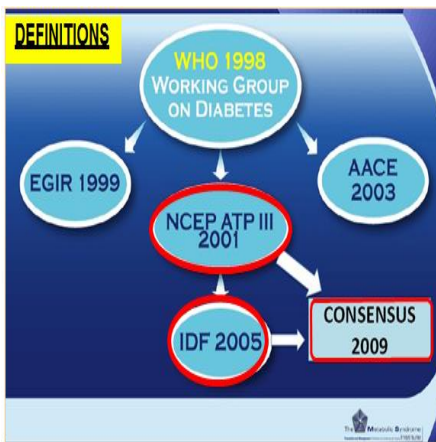 DEFINITIONS
WHO 1998
WORKING GROUP
ON DIABETES
EGIR 1999
AACE
2003
NCEP ATP III
2001
IDF 2005
CONSENSUS
2009
The Metabolic Syndrome